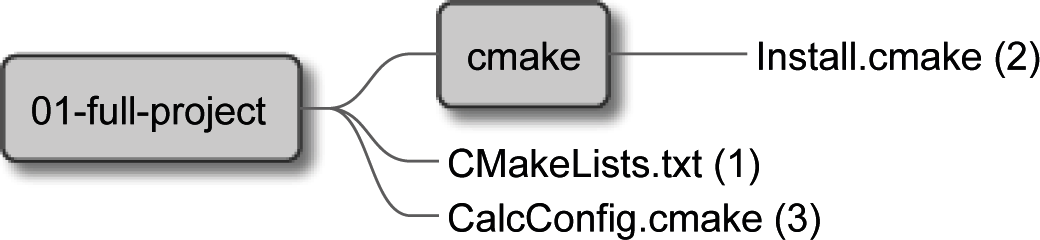 cmake
Install.cmake (2)
01-full-project
CMakeLists.txt (1)
CalcConfig.cmake (3)